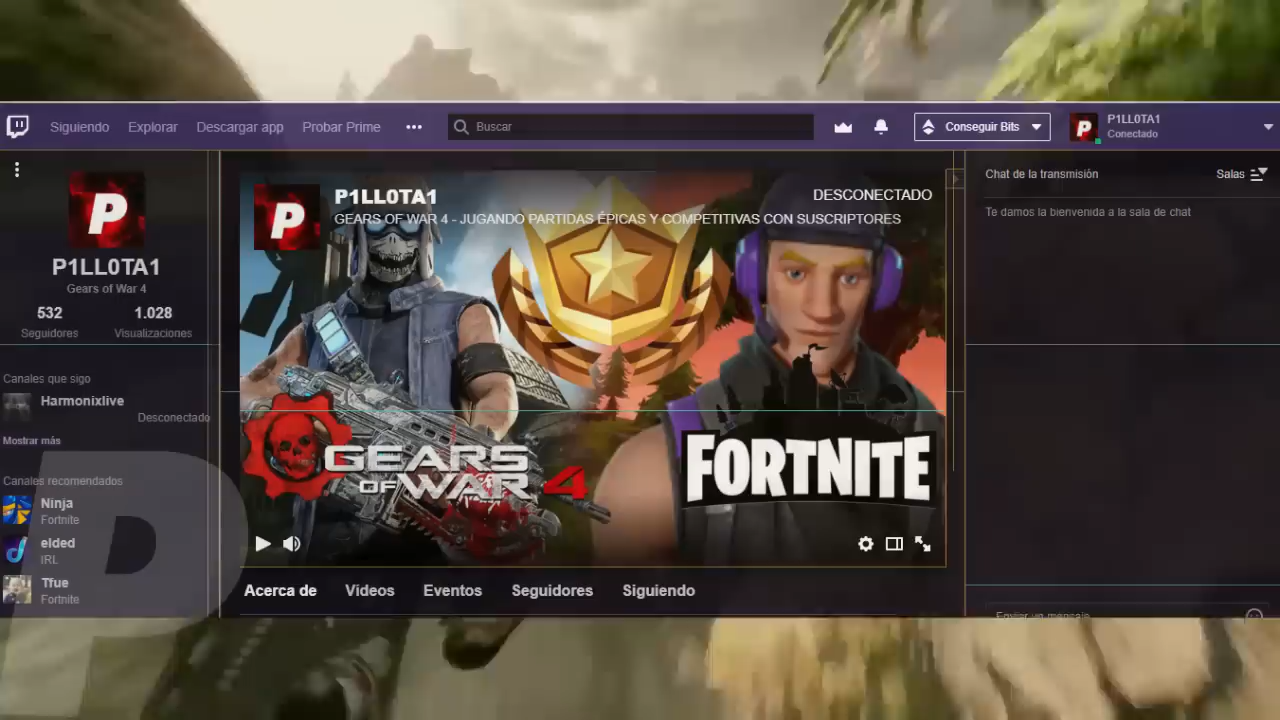 Siguiendo Explorar Descargar app Probar Prime ••• Buscar Conseguir Bits P1LL0TA1
Conectado
P
P1LL0TA1
Gears of War 4
532 1.028
Seguidores Visualizaciones
Canales que sigo
Harmonixlive
Desconectado
Mostrar más
Canales recomendados
Ninja
Fortnite
elded
IRL
Tfue
Fortnite
P
P1LL0TA1 DESCONECTADO
GEARS OF WAR 4 - JUGANDO PARTIDAS ÉPICAS Y COMPETITIVAS CON SUSCRIPTORES
GEARS
OF WAR 4
FORTNITE
Acerca de Videos Eventos Seguidores Siguiendo
Chat de la transmisión Salas
Te damos la bienvenida a la sala de chat
Enviar un mensaje